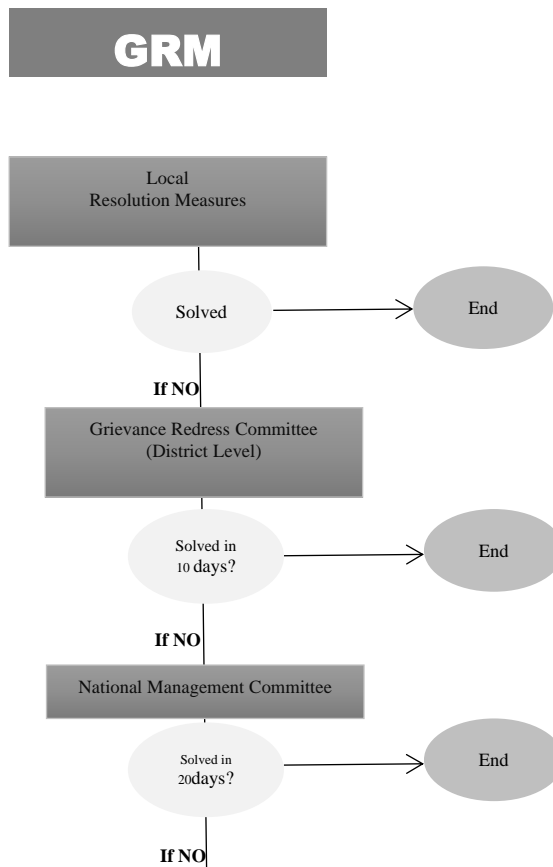 GRM
Local
Resolution Measures
Solved
End
If NO
Grievance Redress Committee
(District Level)
Solved in
10 days?
End
If NO
National Management Committee
Solved in
20days?
End
If NO